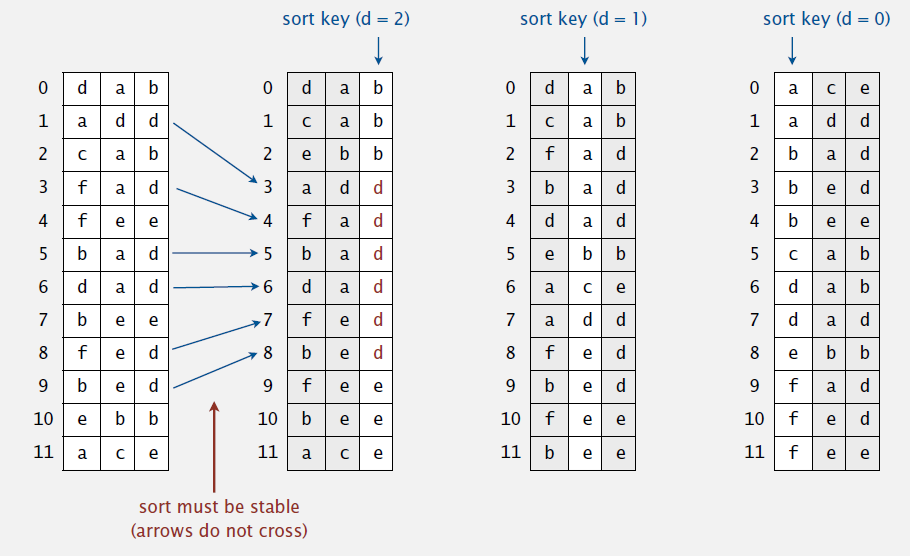 sort key (d = 2) sort key (d = 1) sort key (d = 0)
0 d a b 0 d a b 0 d a b 0 a c e
1 a d d 1 c a b 1 c a b 1 a d d
2 c a b 2 e b b 2 f a d 2 b a d
3 f a d 3 a d d 3 b a d 3 b e d
4 f e e 4 f a d 4 d a d 4 b e e
5 b a d 5 b a d 5 e b b 5 c a b
6 d a d 6 d a d 6 a c e 6 d a b
7 b e e 7 f e d 7 a d d 7 d a d
8 f e d 8 b e d 8 f e d 8 e b b
9 b e d 9 f e e 9 b e d 9 f a d
10 e b b 10 b e e 10 f e e 10 f e d
11 a c e 11 a c e 11 b e e 11 f e e
sort must be stable
(arrows do not cross)